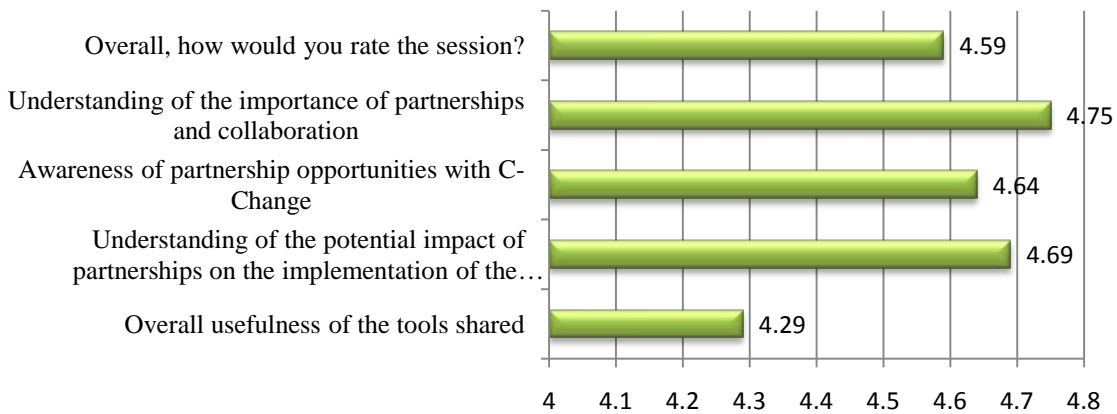 Overall, how would you rate the session?
4.59
Understanding of the importance of partnerships
and collaboration
4.75
Awareness of partnership opportunities with C-
Change
4.64
Understanding of the potential impact of
partnerships on the implementation of the…
4.69
Overall usefulness of the tools shared
4.29
4 4.1 4.2 4.3 4.4 4.5 4.6 4.7 4.8